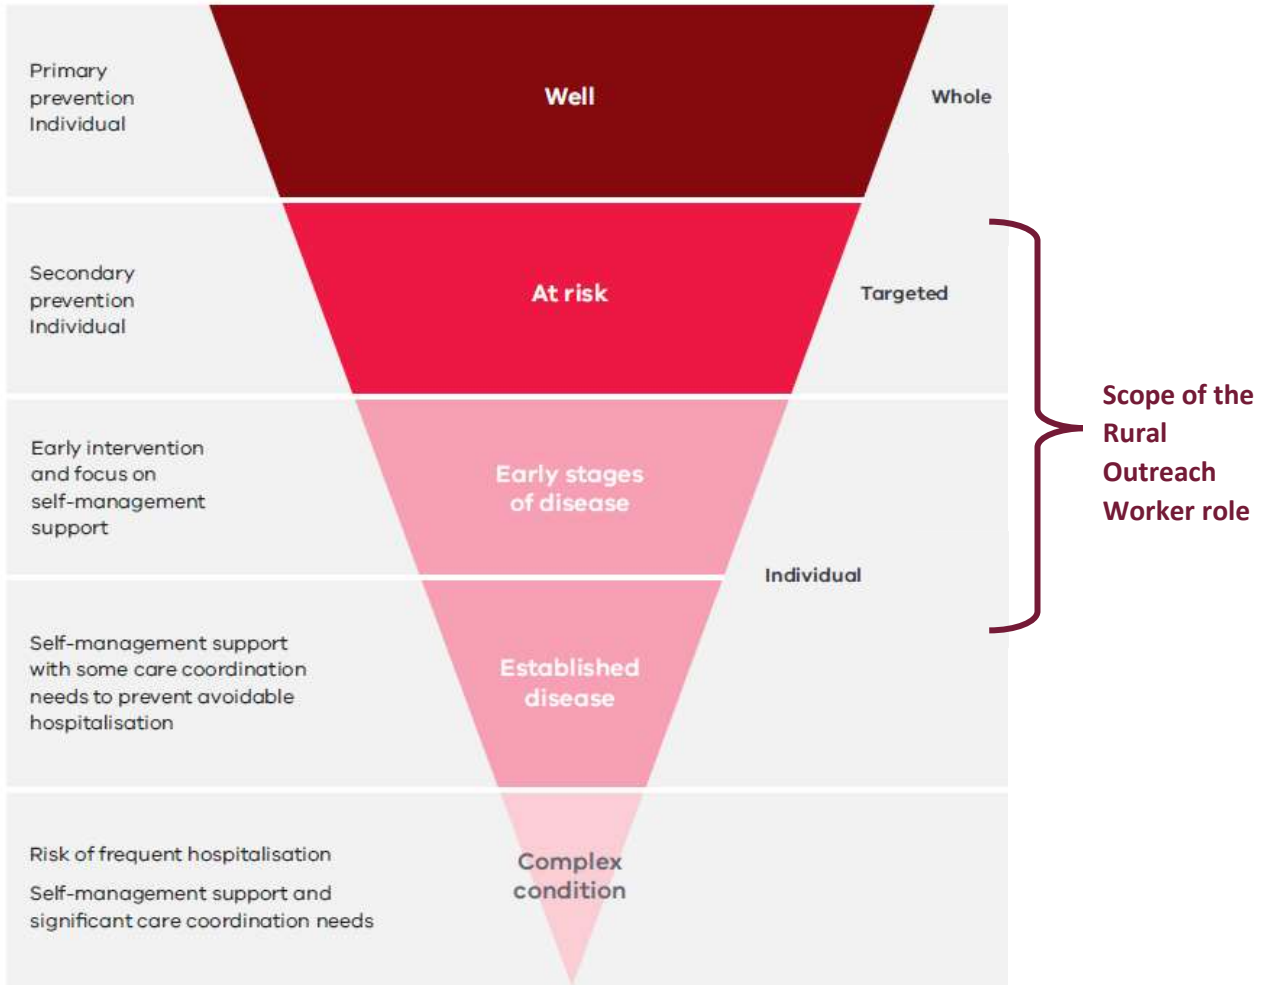 Primary
prevention
Individual
Well
Whole
Secondary
prevention
Individual
At risk
Targeted
Early intervention
and focus on
self-management
support
Early stages
of disease
Individual
Self-management support
with some care coordination
needs to prevent avoidable
hospitalisation
Established
disease
Risk of frequent hospitalisation
Self-management support and
significant care coordination needs
Complex
condition
Scope of the
Rural
Outreach
Worker role